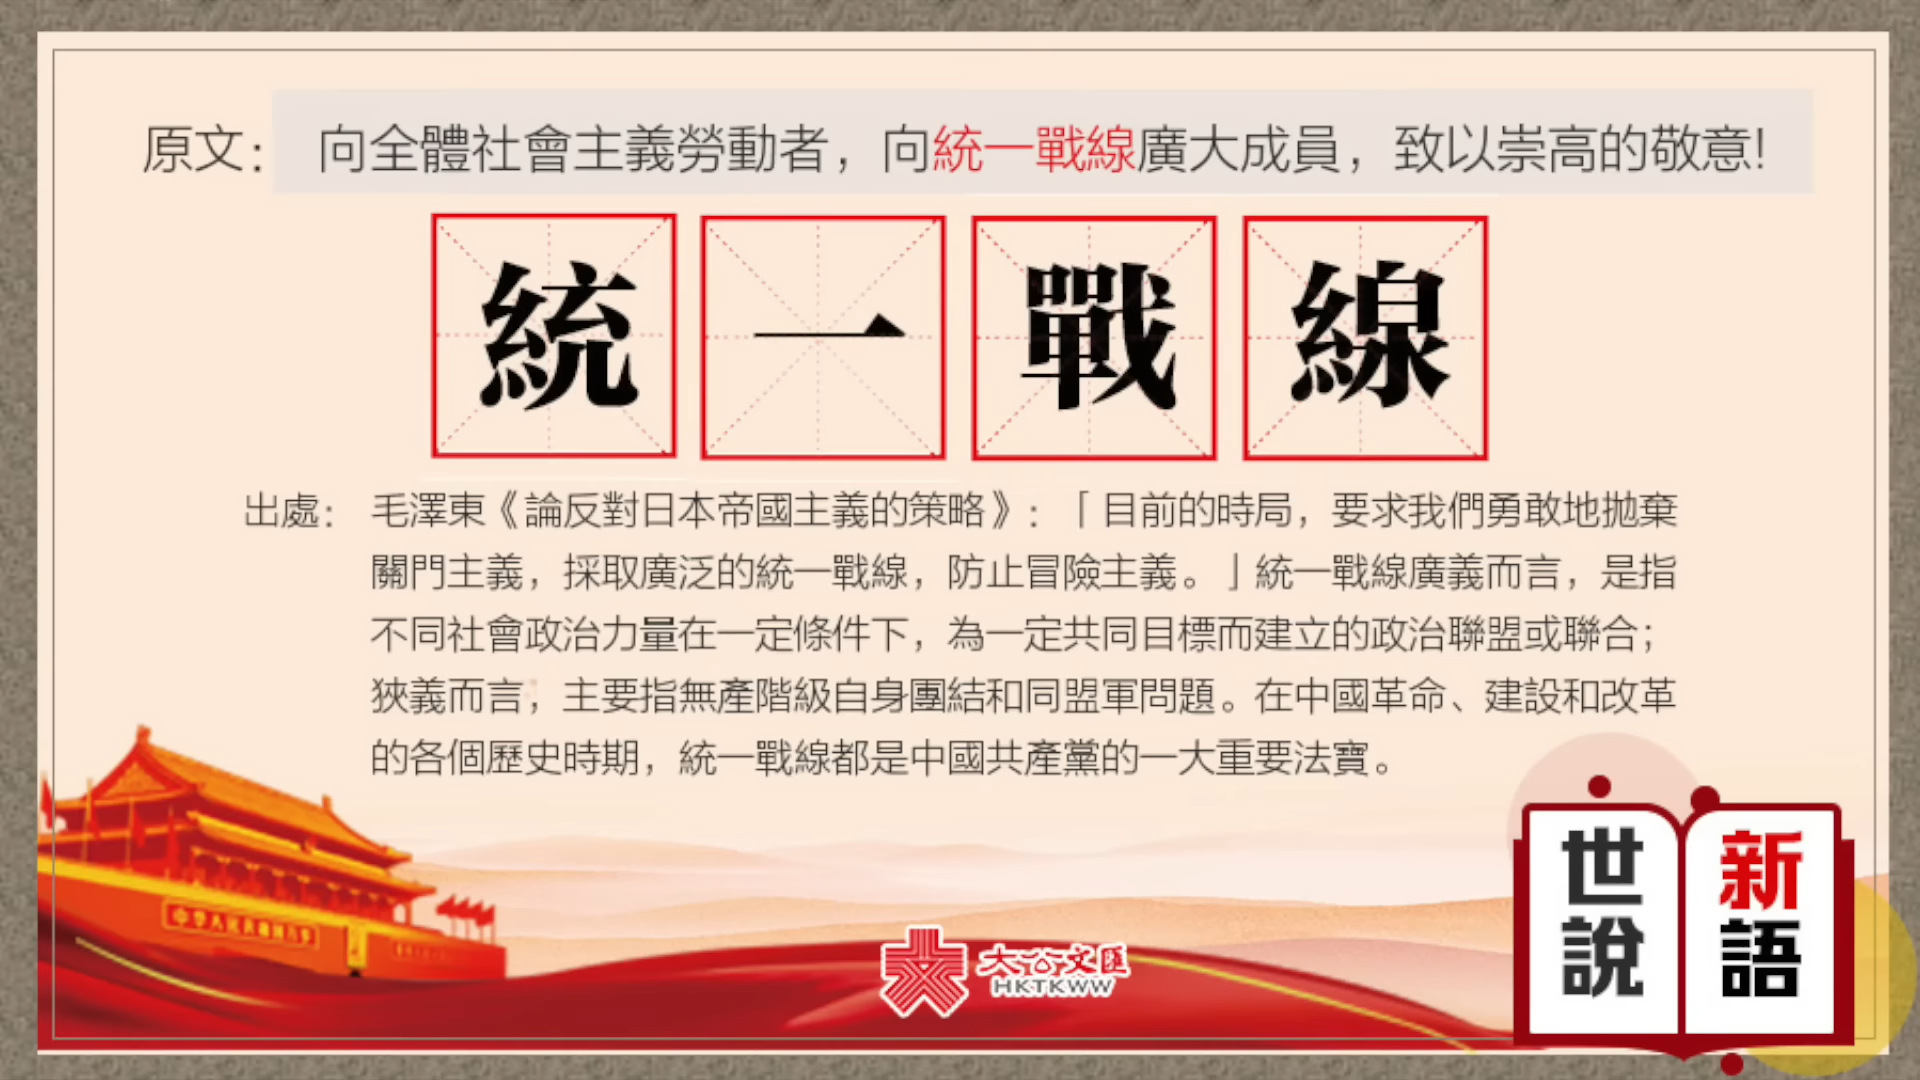 原文： 向全體社會主義勞動者，向統一戰線廣大成員，致以崇高的敬意!
統一戰線
出處： 毛澤東《論反對日本帝國主義的策略》：「目前的時局，要求我們勇敢地拋棄
關門主義，採取廣泛的統一戰線，防止冒險主義。」統一戰線廣義而言，是指
不同社會政治力量在一定條件下，為一定共同目標而建立的政治聯盟或聯合；
狹義而言，主要指無產階級自身團結和同盟軍問題。在中國革命、建設和改革
的各個歷史時期，統一戰線都是中國共產黨的一大重要法寶。
大公文匯
HKTKWW
世說
新語